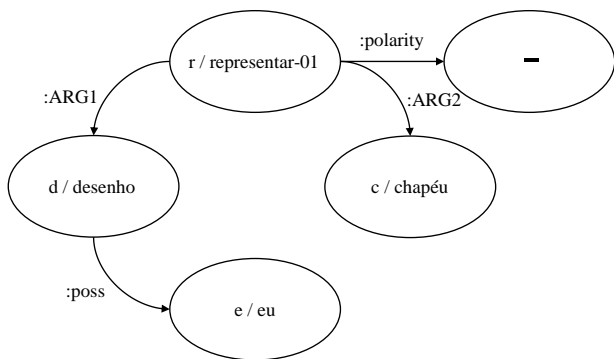 :polarity
r / representar-01
–
:ARG1
:ARG2
d / desenho
c / chapéu
:poss
e / eu